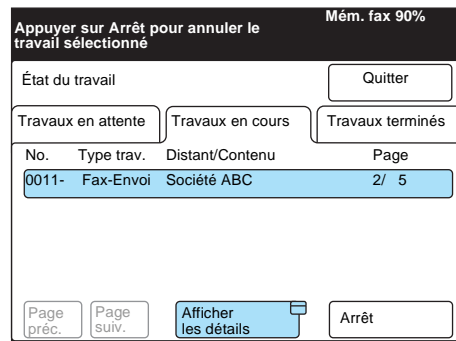 Appuyer sur Arrêt pour annuler le
travail sélectionné
Mém. fax 90%
État du travail
Quitter
Travaux en attente
Travaux en cours
Travaux terminés
No. Type trav. Distant/Contenu Page
0011- Fax-Envoi Société ABC 2/ 5
Page
préc.
Page
suiv.
Afficher
les détails
Arrêt